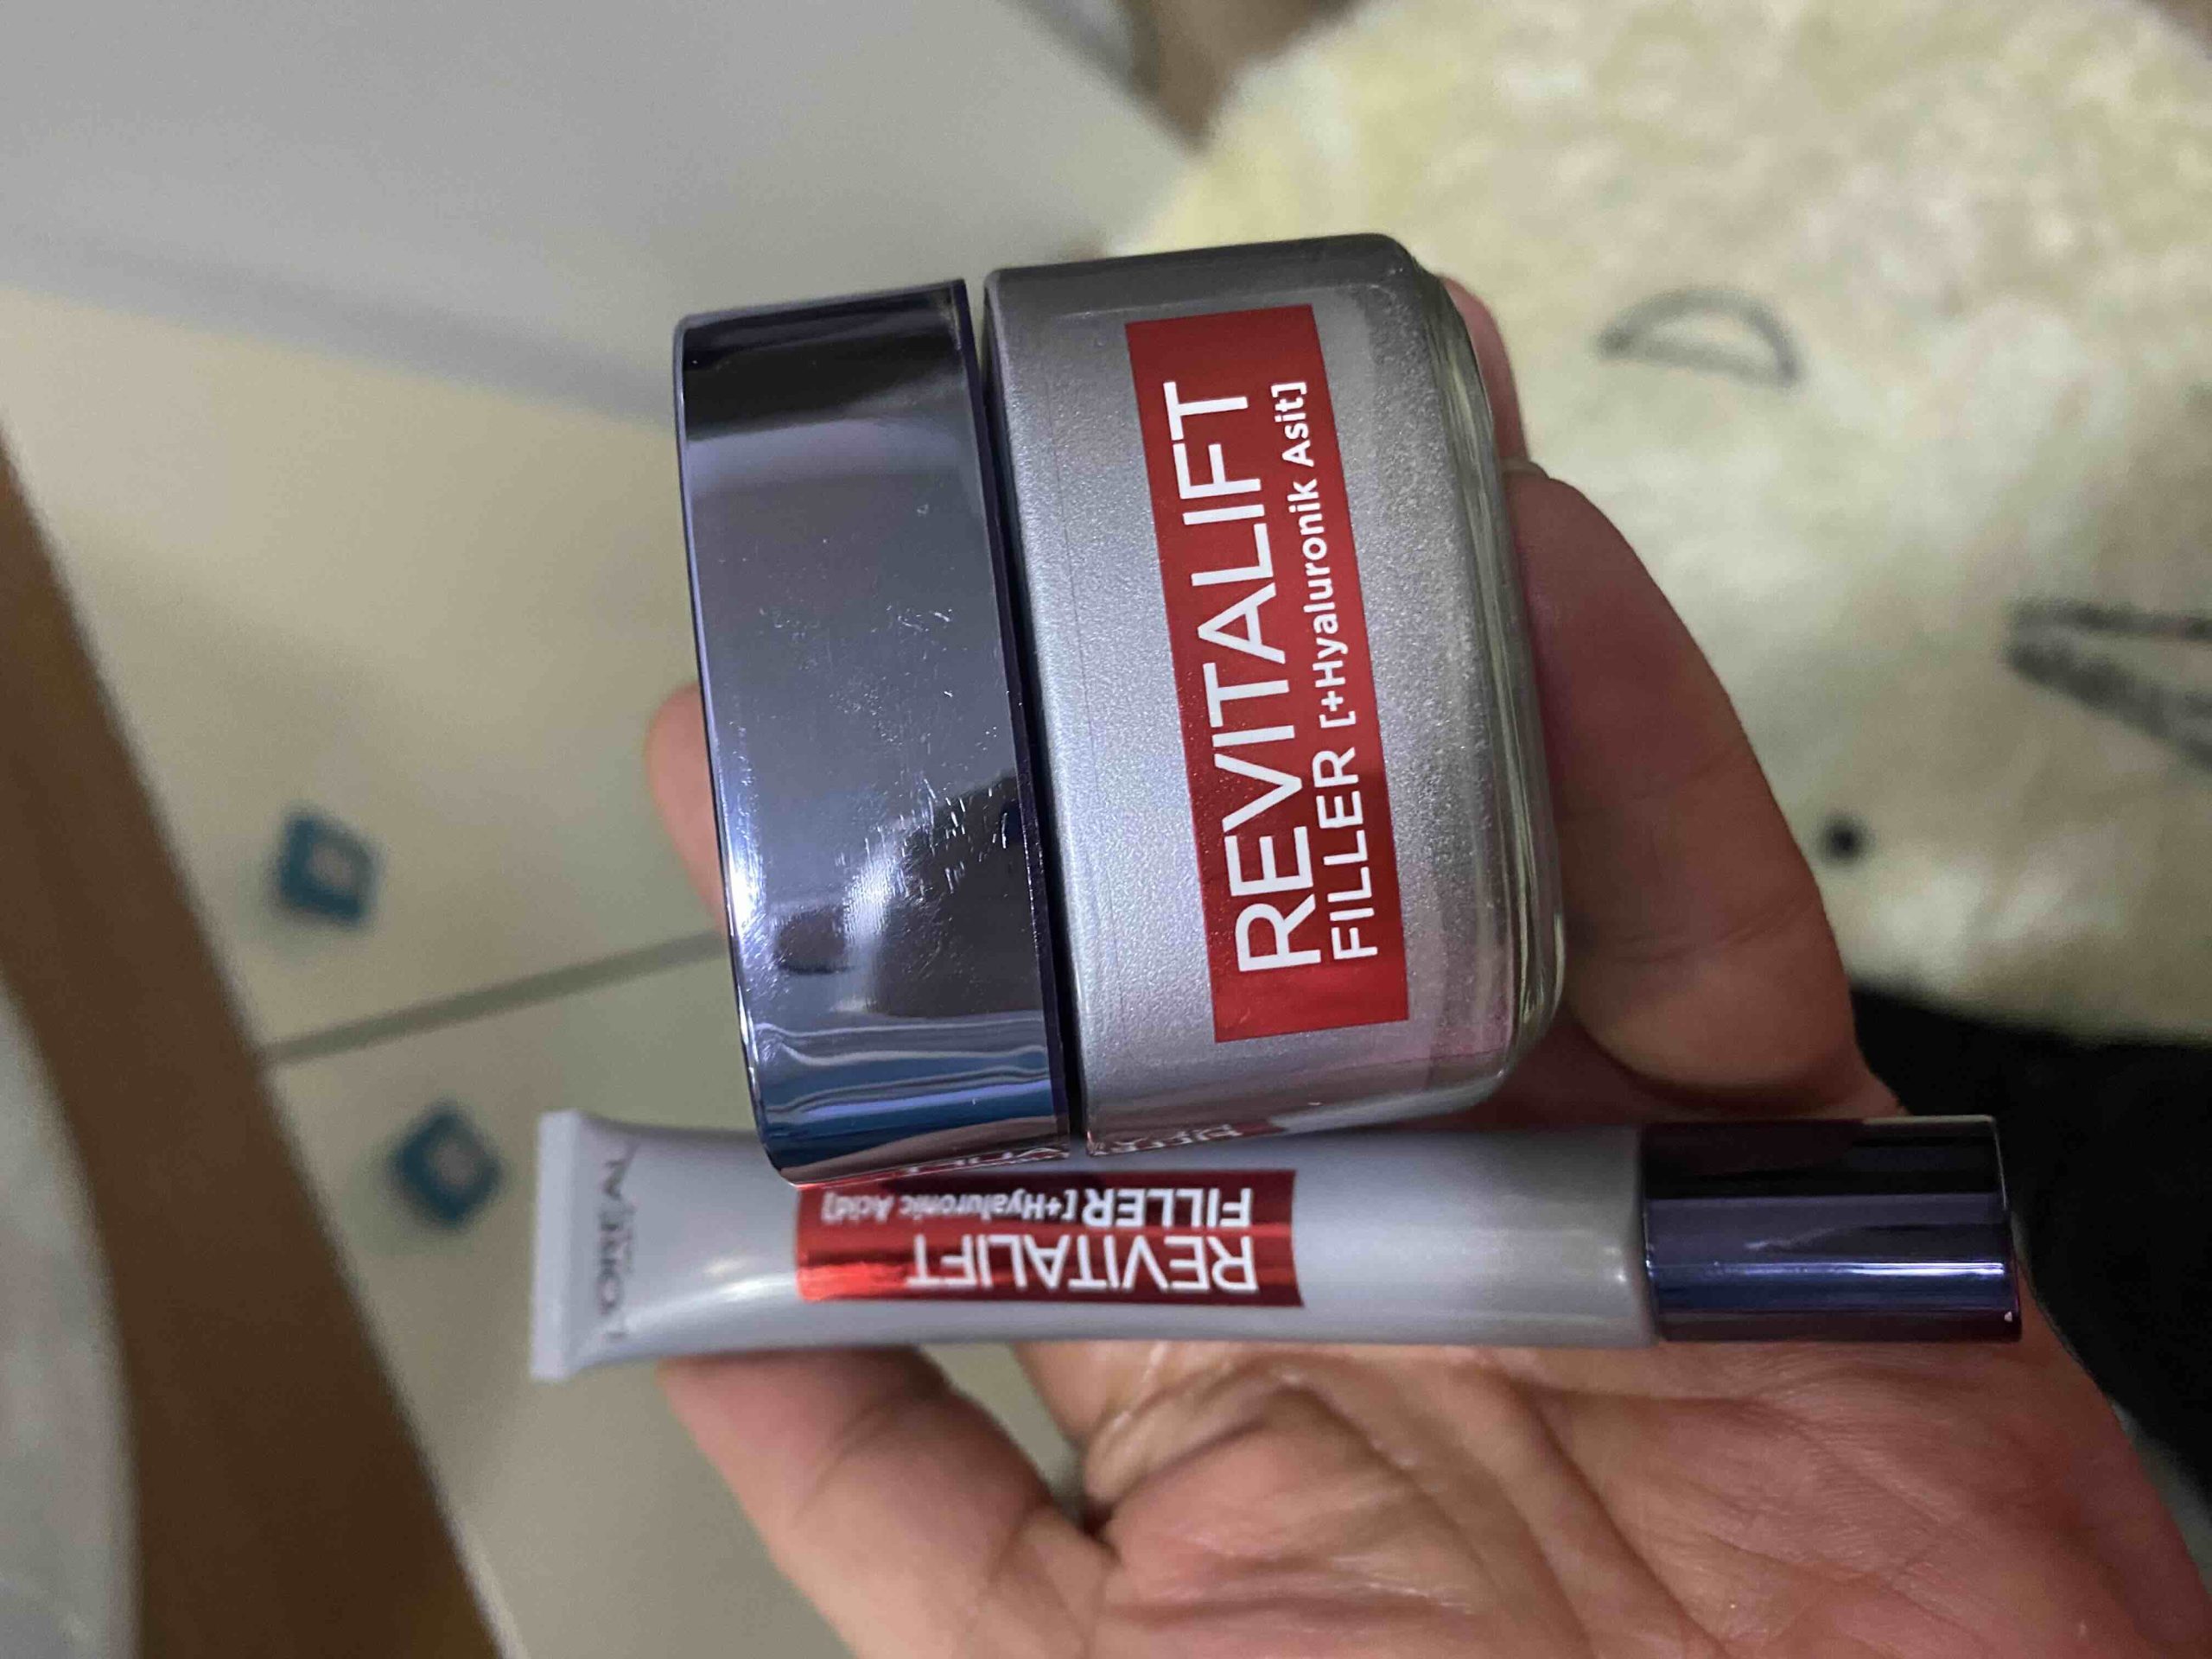 REVITALIFT
FILLER [+Hyaluronik Asit]
L'ORÉAL
REVITALIFT
FILLER [+Hyaluronic Acid]